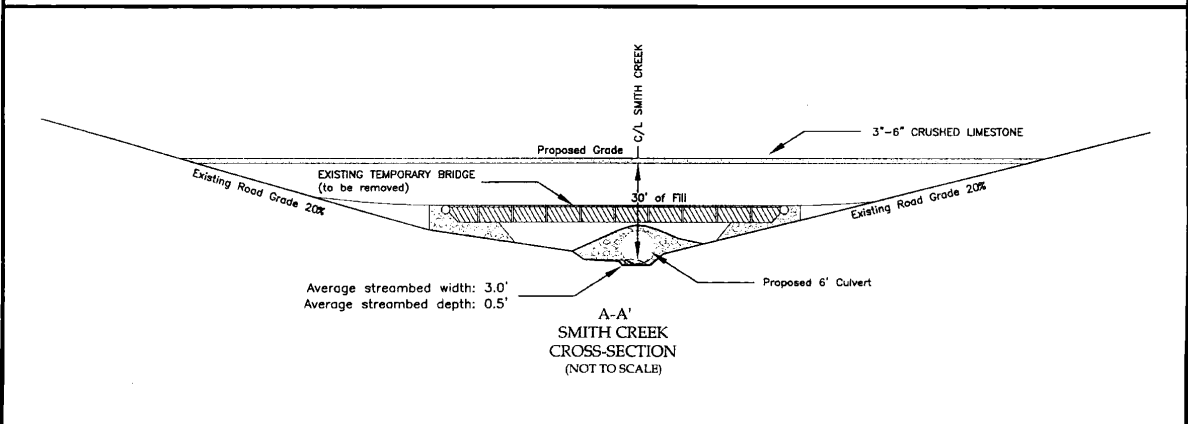 C/L SMITH CREEK
3"-6" CRUSHED LIMESTONE
Proposed Grade
EXISTING TEMPORARY BRIDGE
(to be removed)
Existing Road Grade 20%
30' of Fill
Existing Road Grade 20%
Average streambed width: 3.0'
Average streambed depth: 0.5'
Proposed 6' Culvert
A-A'
SMITH CREEK
CROSS-SECTION
(NOT TO SCALE)